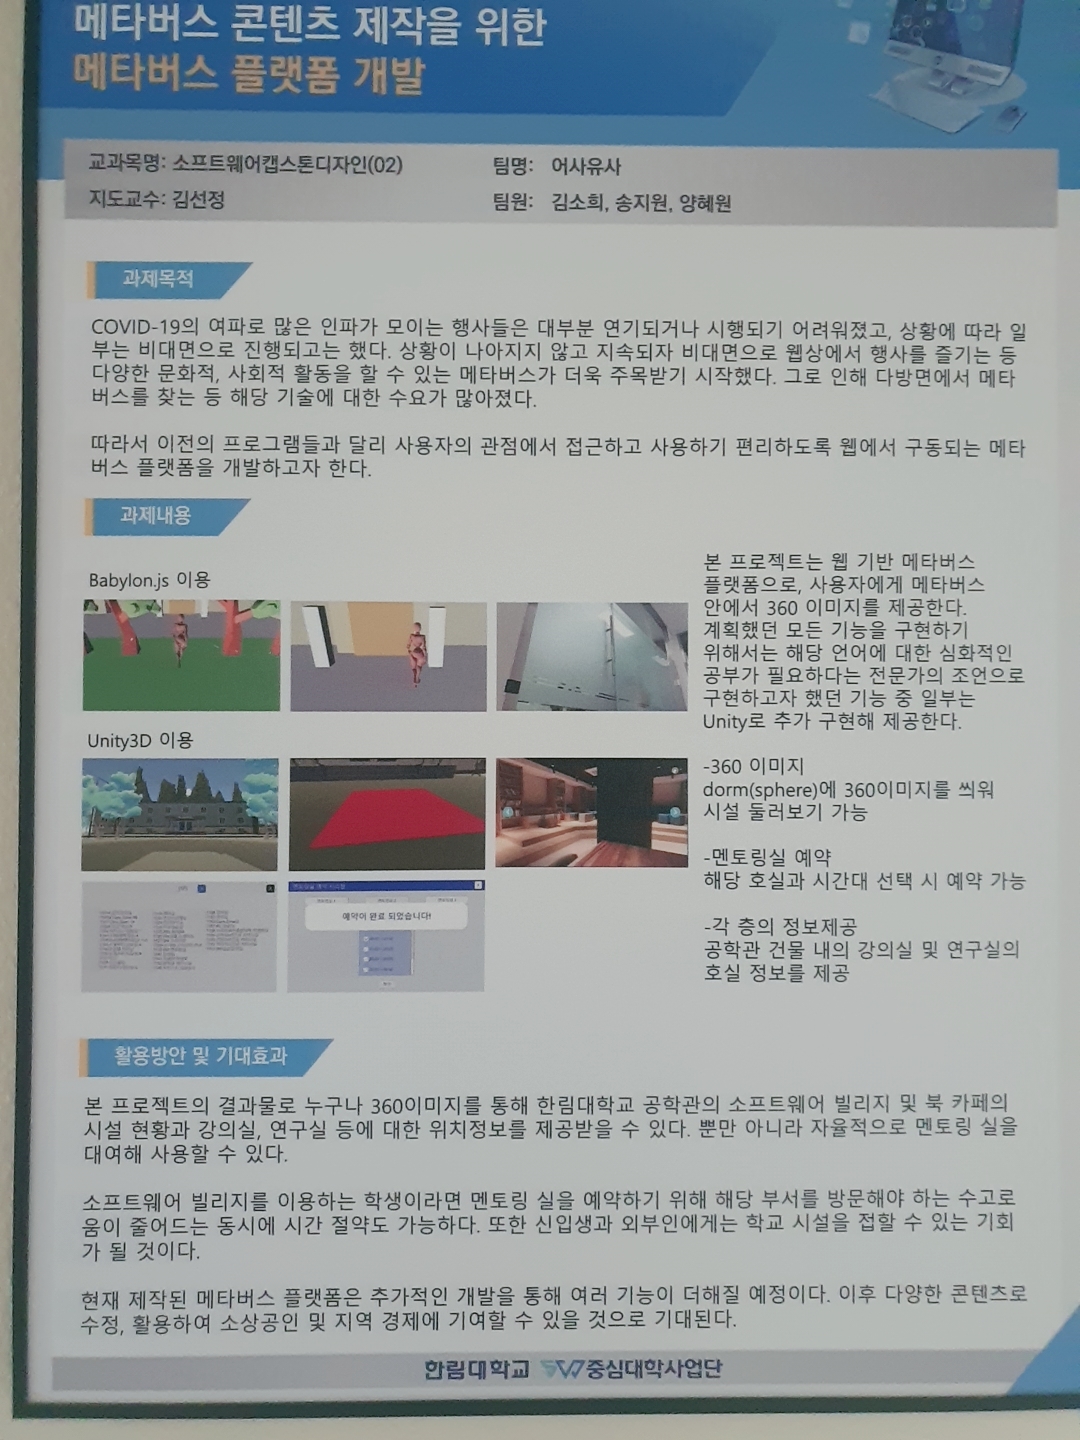 메타버스 콘텐츠 제작을 위한
메타버스 플랫폼 개발
교과목명: 소프트웨어캡스톤디자인(02)
팀명: 어사유사
지도교수: 김선정
팀원: 김소희, 송지원, 양혜원
과제목적
COVID-19의 여파로 많은 인파가 모이는 행사들은 대부분 연기되거나 시행되기 어려워졌고, 상황에 따라 일
부는 비대면으로 진행되고는 했다. 상황이 나아지지 않고 지속되자 비대면으로 웹상에서 행사를 즐기는 등
다양한 문화적, 사회적 활동을 할 수 있는 메타버스가 더욱 주목받기 시작했다. 그로 인해 다방면에서 메타
버스를 찾는 등 해당 기술에 대한 수요가 많아졌다.
따라서 이전의 프로그램들과 달리 사용자의 관점에서 접근하고 사용하기 편리하도록 웹에서 구동되는 메타
버스 플랫폼을 개발하고자 한다.
과제내용
Babylon.js 이용
Unity3D 이용
예약이 완료 되었습니다!
본 프로젝트는 웹 기반 메타버스
플랫폼으로, 사용자에게 메타버스
안에서 360 이미지를 제공한다.
계획했던 모든 기능을 구현하기
위해서는 해당 언어에 대한 심화적인
공부가 필요하다는 전문가의 조언으로
구현하고자 했던 기능 중 일부는
Unity로 추가 구현해 제공한다.
-360 이미지
dorm(sphere)에 360이미지를 씌워
시설 둘러보기 가능
-멘토링실 예약
해당 호실과 시간대 선택 시 예약 가능
-각 층의 정보제공
공학관 건물 내의 강의실 및 연구실의
호실 정보를 제공
활용방안 및 기대효과
본 프로젝트의 결과물로 누구나 360이미지를 통해 한림대학교 공학관의 소프트웨어 빌리지 및 북 카페의
시설 현황과 강의실, 연구실 등에 대한 위치정보를 제공받을 수 있다. 뿐만 아니라 자율적으로 멘토링 실을
대여해 사용할 수 있다.
소프트웨어 빌리지를 이용하는 학생이라면 멘토링 실을 예약하기 위해 해당 부서를 방문해야 하는 수고로
움이 줄어드는 동시에 시간 절약도 가능하다. 또한 신입생과 외부인에게는 학교 시설을 접할 수 있는 기회
가 될 것이다.
현재 제작된 메타버스 플랫폼은 추가적인 개발을 통해 여러 기능이 더해질 예정이다. 이후 다양한 콘텐츠로
수정, 활용하여 소상공인 및 지역 경제에 기여할 수 있을 것으로 기대된다.
한림대학교 SW중심대학사업단